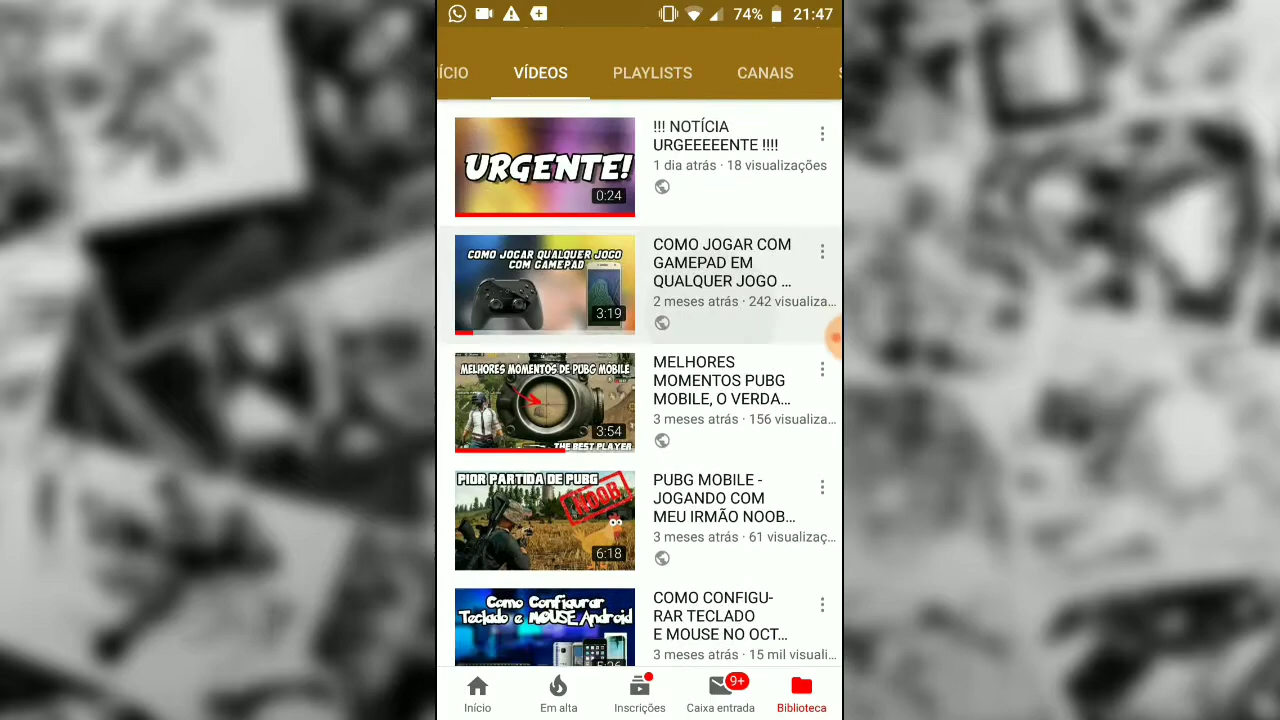 74% 21:47
ÍCIO VÍDEOS PLAYLISTS CANAIS S
URGENTE!
0:24
!!! NOTÍCIA
URGEEEEENTE !!!!
1 dia atrás · 18 visualizações
COMO JOGAR QUALQUER JOGO
COM GAMEPAD
3:19
COMO JOGAR COM
GAMEPAD EM
QUALQUER JOGO ...
2 meses atrás · 242 visualiza...
MELHORES MOMENTOS DE PUBG MOBILE
3:54
THE BEST PLAYER
MELHORES
MOMENTOS PUBG
MOBILE, O VERDA...
3 meses atrás · 156 visualiza...
PIOR PARTIDA DE PUBG
NOOB
6:18
PUBG MOBILE -
JOGANDO COM
MEU IRMÃO NOOB...
3 meses atrás · 61 visualizaç...
Como Configurar
Teclado e MOUSE Android
5:26
COMO CONFIGU-
RAR TECLADO
E MOUSE NO OCT...
3 meses atrás · 15 mil visuali...
9+
Início Em alta Inscrições Caixa entrada Biblioteca